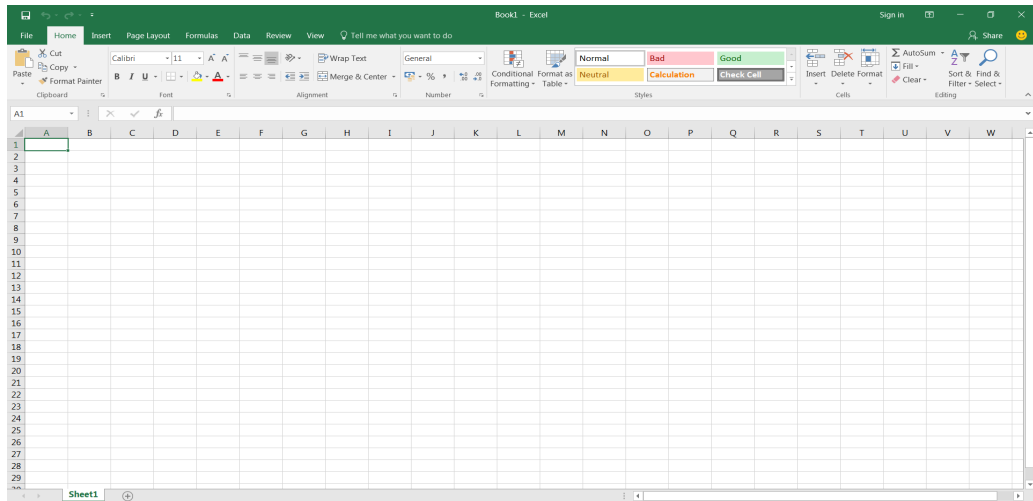 Book1 - Excel
Sign in
File Home Insert Page Layout Formulas Data Review View Tell me what you want to do
Share
Paste
Cut
Copy
Format Painter
Clipboard
Calibri 11
B I U
Font
Wrap Text
Merge & Center
Alignment
General
% ,
Number
Conditional Formatting
Format as Table
Normal Bad Good
Neutral Calculation Check Cell
Styles
Insert Delete Format
Cells
AutoSum
Fill
Clear
Sort & Filter
Find & Select
Editing
A1 fx
A B C D E F G H I J K L M N O P Q R S T U V W
1
2
3
4
5
6
7
8
9
10
11
12
13
14
15
16
17
18
19
20
21
22
23
24
25
26
27
28
29
Sheet1